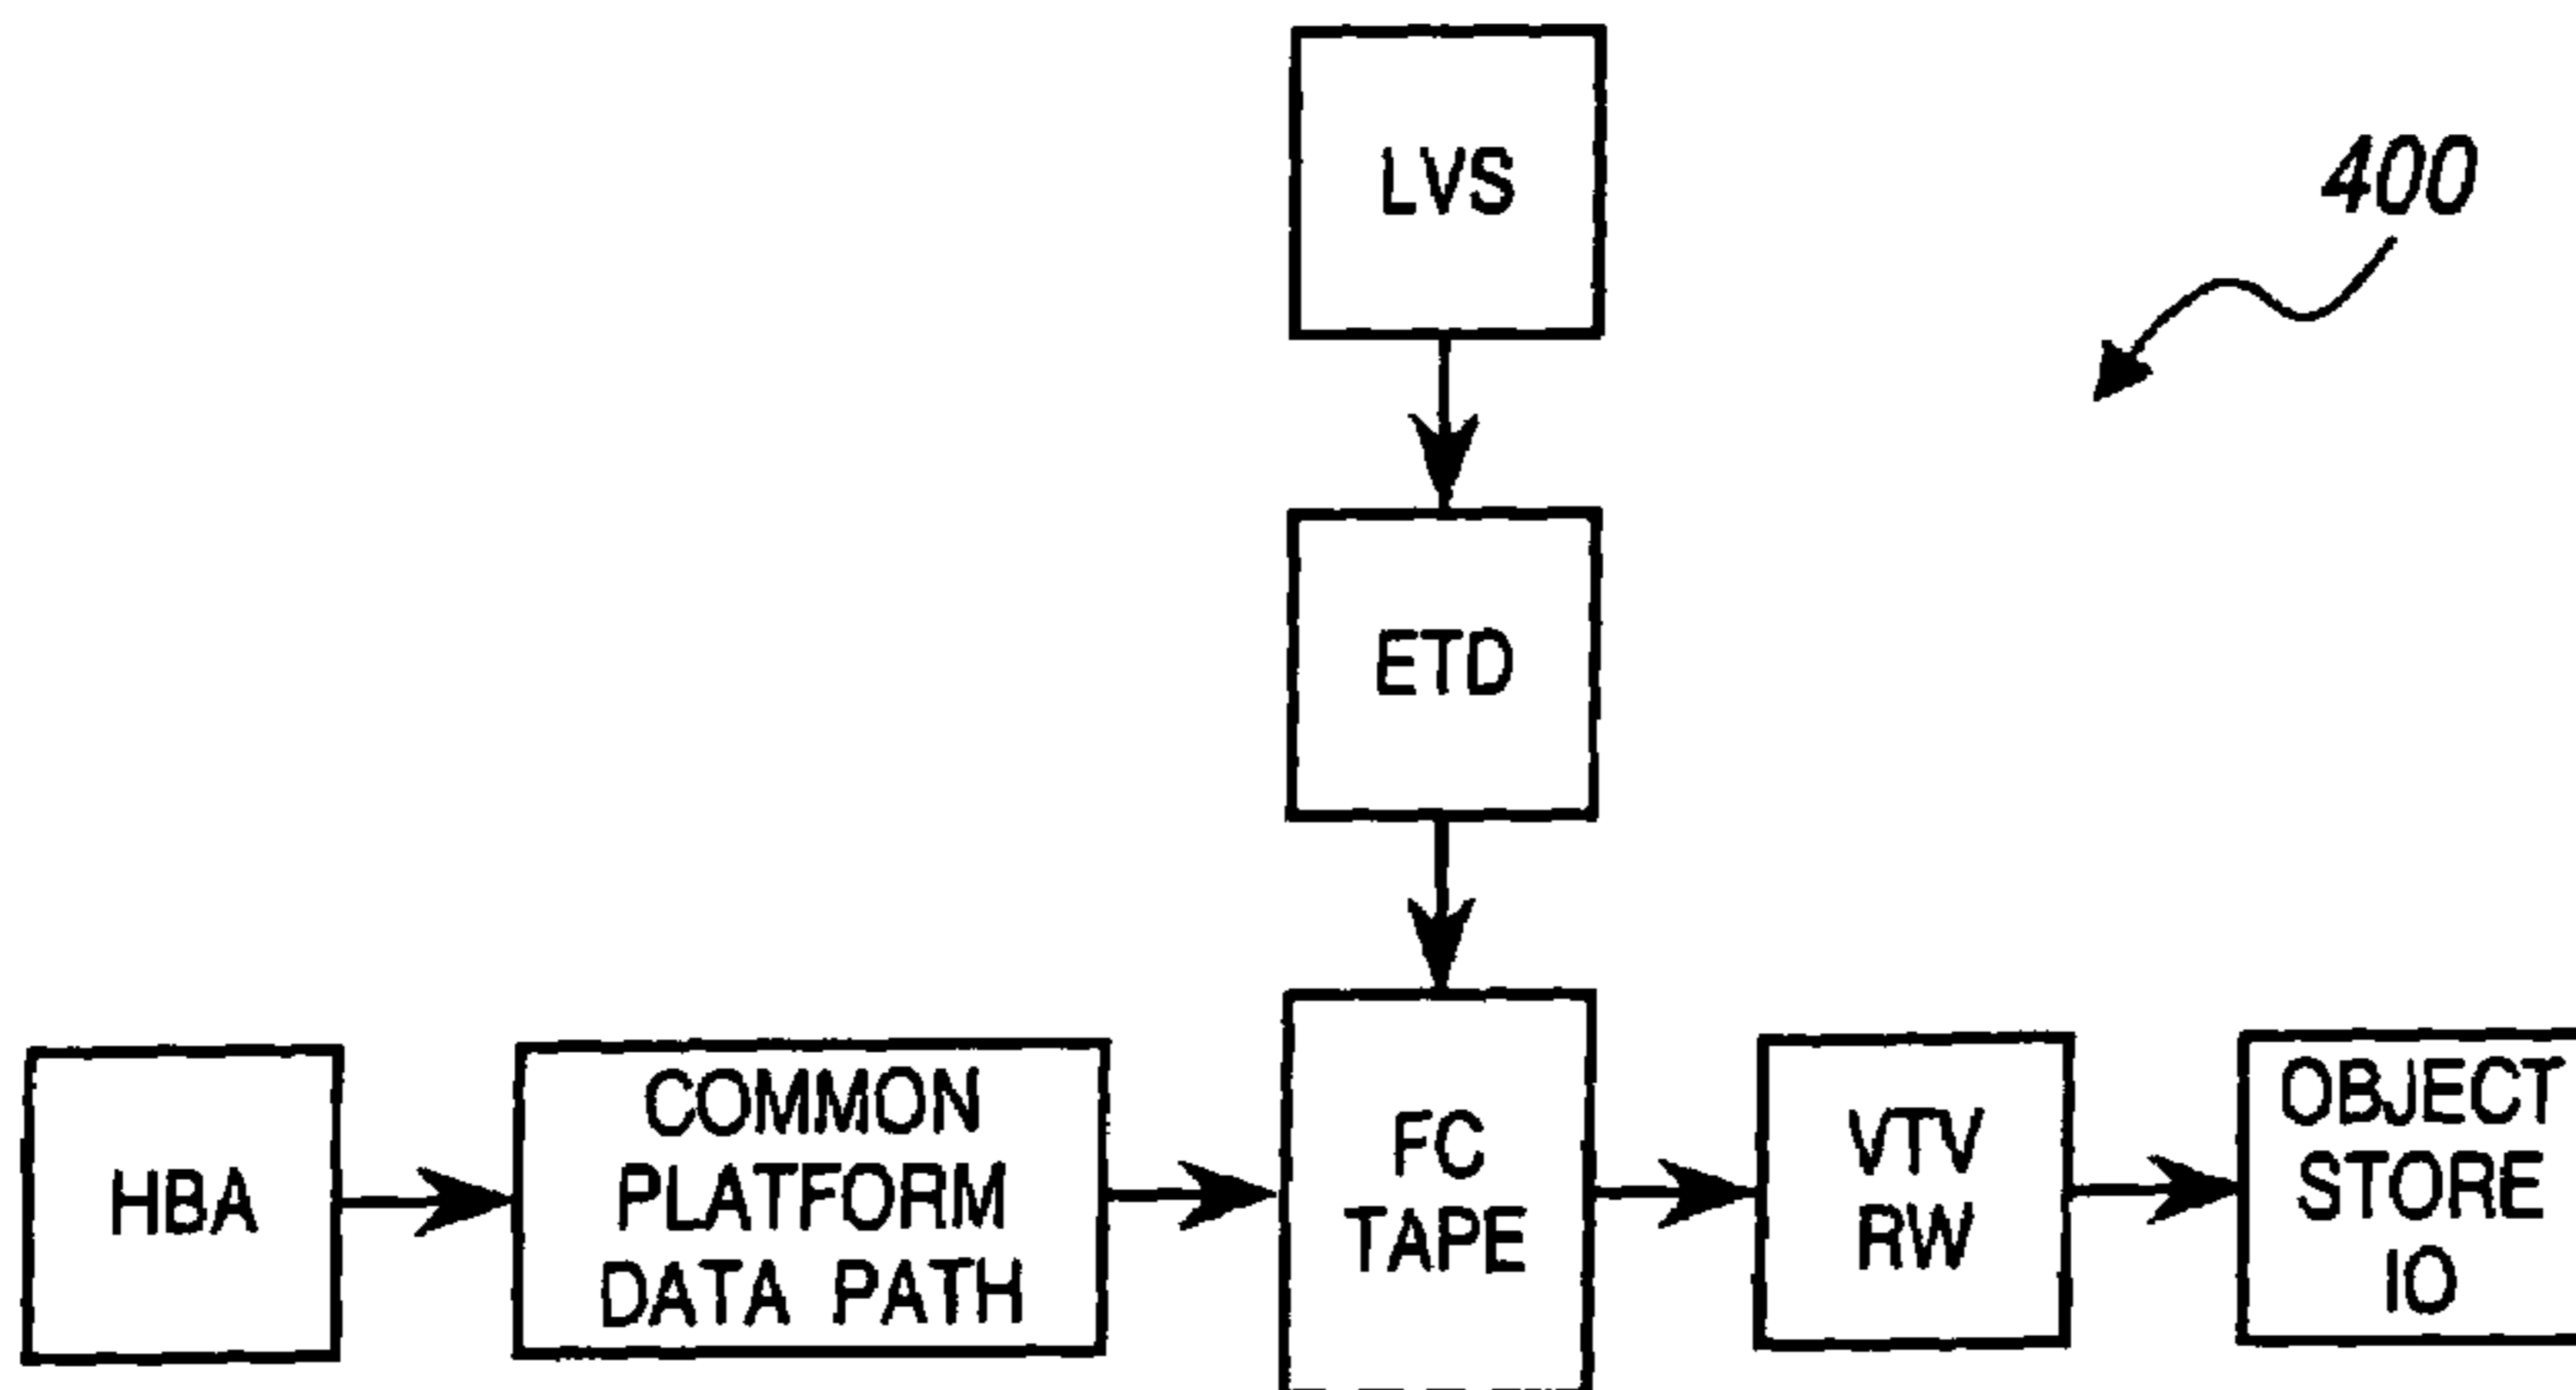 LVS
400
ETD
HBA
COMMON
PLATFORM
DATA PATH
FC
TAPE
VTV
RW
OBJECT
STORE
IO